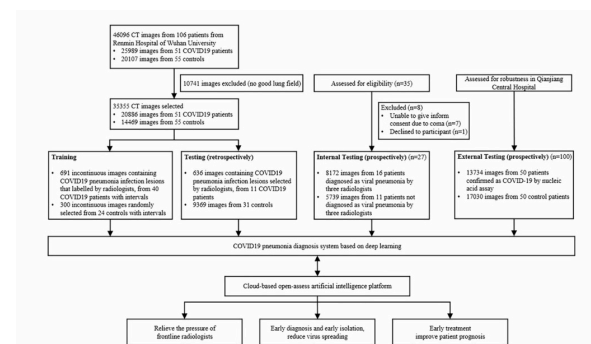 46096 CT images from 106 patients from
Renmin Hospital of Wuhan University
• 25989 images from 51 COVID19 patients
• 20107 images from 55 controls
10741 images excluded (no good lung field)
Assessed for eligibility (n=35)
Assessed for robustness in Qianjiang
Central Hospital
35355 CT images selected
• 20886 images from 51 COVID19 patients
• 14469 images from 55 controls
Excluded (n=8)
• Unable to give inform
consent due to coma (n=7)
• Declined to participant (n=1)
Training
• 691 incontinuous images containing
COVID19 pneumonia infection lesions
that labelled by radiologists, from 40
COVID19 patients with intervals
• 300 incontinuous images randomly
selected from 24 controls with intervals
Testing (retrospectively)
• 636 images containing COVID19
pneumonia infection lesions selected
by radiologists, from 11 COVID19
patients
• 9369 images from 31 controls
Internal Testing (prospectively) (n=27)
• 8172 images from 16 patients
diagnosed as viral pneumonia by
three radiologists
• 5739 images from 11 patients not
diagnosed as viral pneumonia by
three radiologists
External Testing (prospectively) (n=100)
• 13734 images from 50 patients
confirmed as COVID-19 by nucleic
acid assay
• 17030 images from 50 control patients
COVID19 pneumonia diagnosis system based on deep learning
Cloud-based open-assess artificial intelligence platform
Relieve the pressure of
frontline radiologists
Early diagnosis and early isolation,
reduce virus spreading
Early treatment
improve patient prognosis